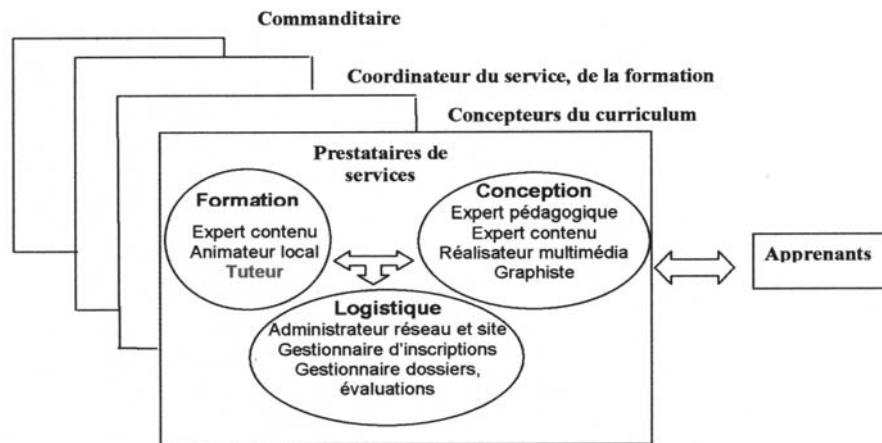 Commanditaire
Coordinateur du service, de la formation
Concepteurs du curriculum
Prestataires de
services
Formation
Expert contenu
Animateur local
Tuteur
Conception
Expert pédagogique
Expert contenu
Réalisateur multimédia
Graphiste
Logistique
Administrateur réseau et site
Gestionnaire d'inscriptions
Gestionnaire dossiers,
évaluations
Apprenants